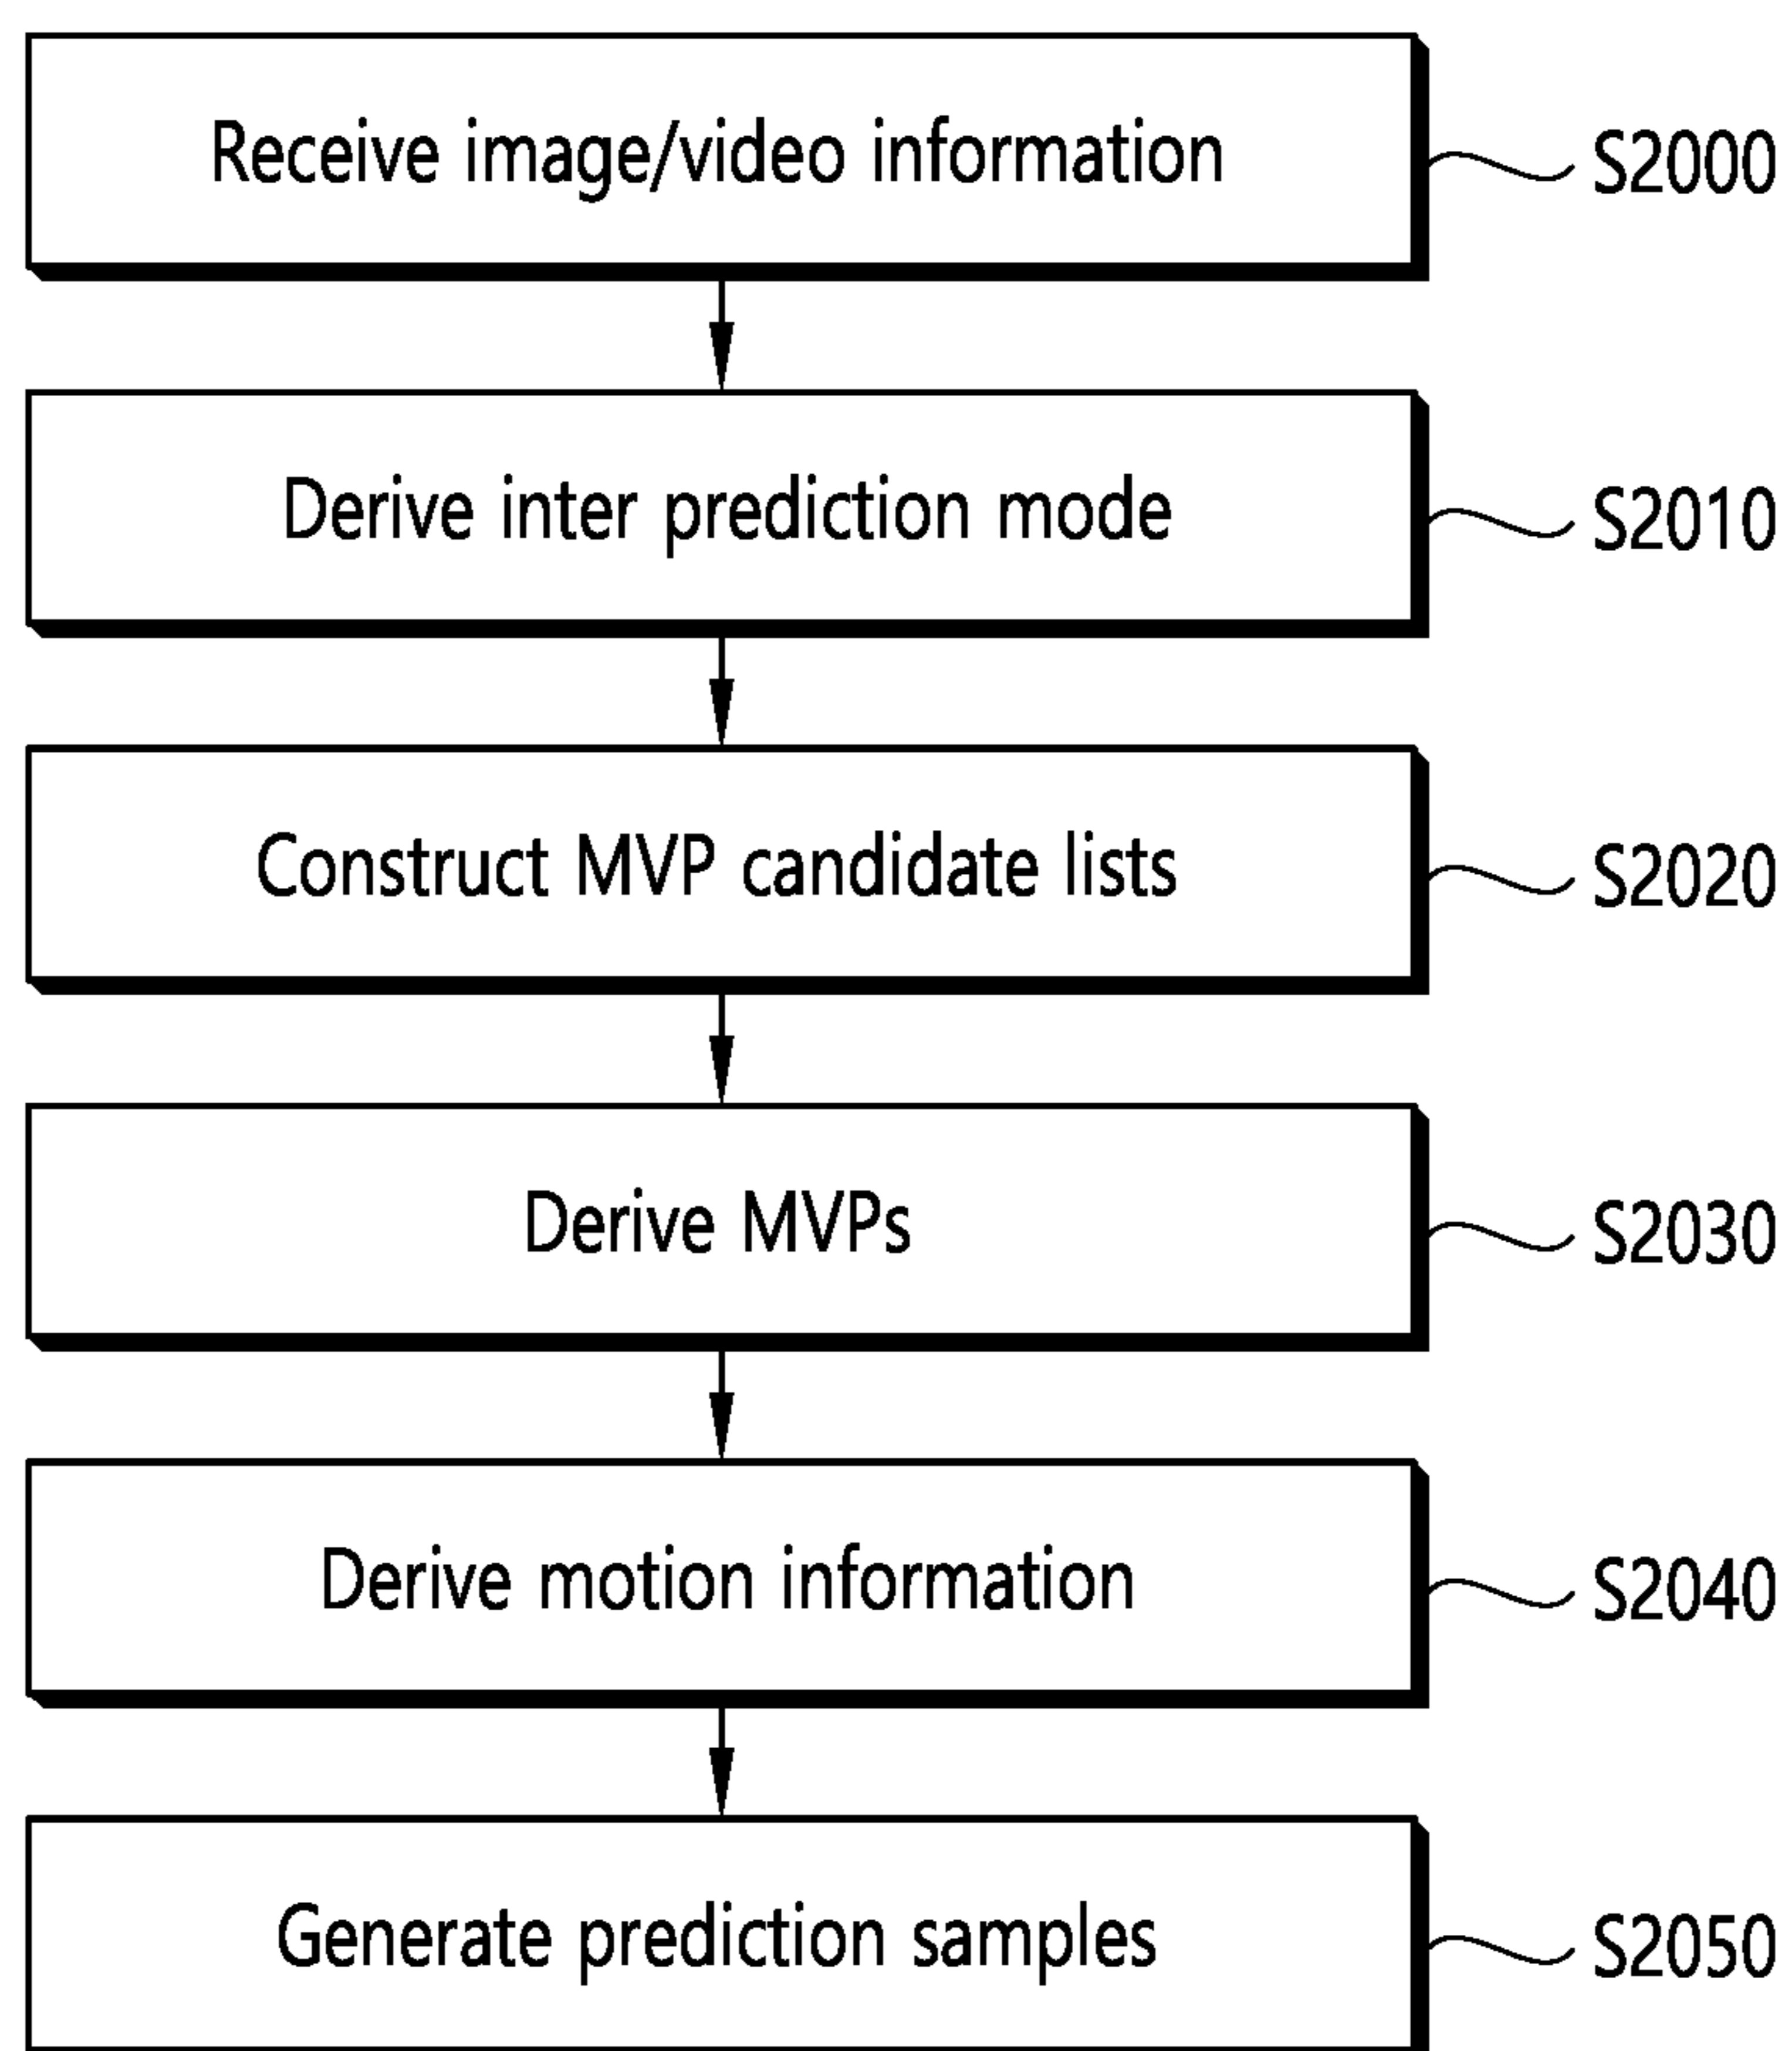 Receive image/video information S2000
Derive inter prediction mode S2010
Construct MVP candidate lists S2020
Derive MVPs S2030
Derive motion information S2040
Generate prediction samples S2050